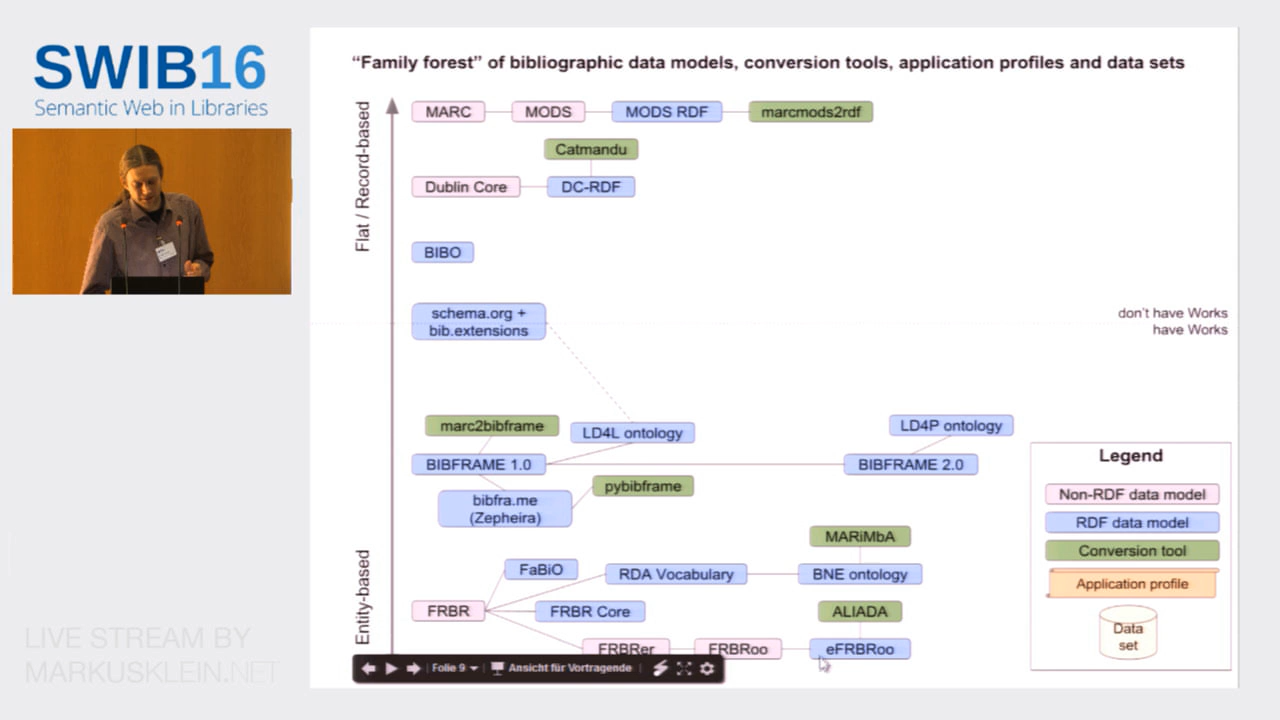 SWIB16
Semantic Web in Libraries
"Family forest" of bibliographic data models, conversion tools, application profiles and data sets
Flat / Record-based
MARC
MODS
MODS RDF
marcmods2rdf
Catmandu
Dublin Core
DC-RDF
BIBO
schema.org +
bib.extensions
don't have Works
have Works
marc2bibframe
LD4L ontology
LD4P ontology
BIBFRAME 1.0
BIBFRAME 2.0
pybibframe
bibfra.me
(Zepheira)
Entity-based
MARiMbA
FaBiO
RDA Vocabulary
BNE ontology
FRBR
FRBR Core
ALIADA
FRBRer
FRBRoo
eFRBRoo
Legend
Non-RDF data model
RDF data model
Conversion tool
Application profile
Data
set
Folie 9
Ansicht für Vortragende
LIVE STREAM BY
MARKUSKLEIN.NET